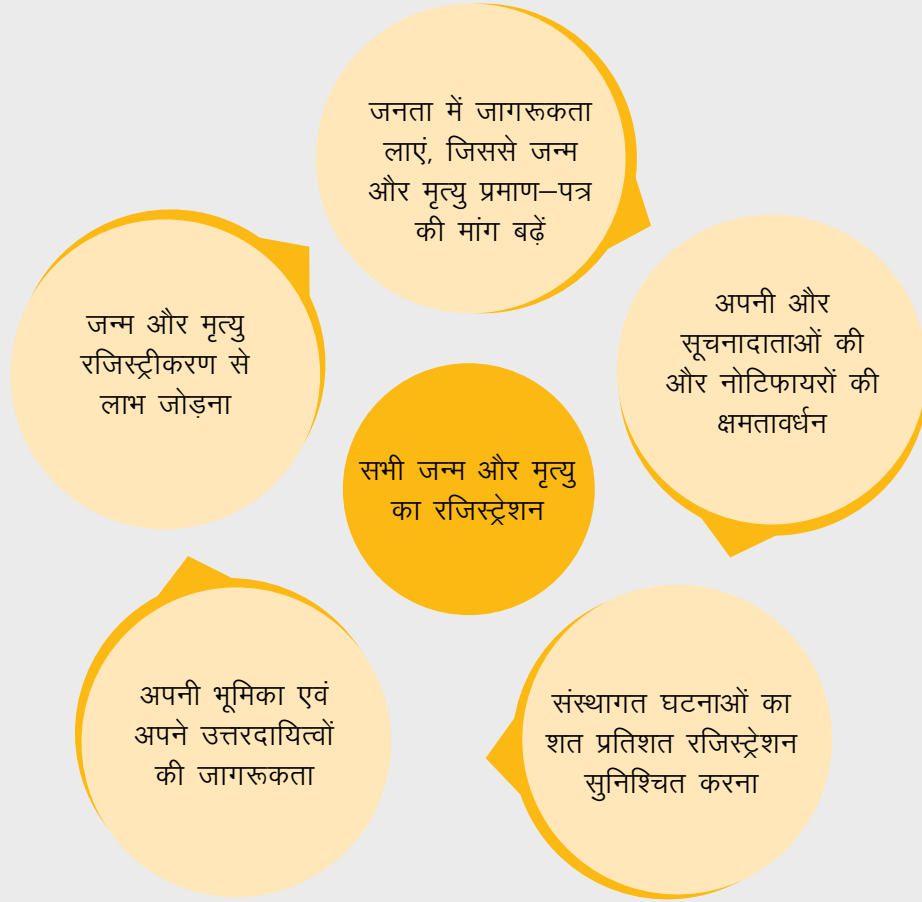 जनता में जागरूकता
लाएं, जिससे जन्म
और मृत्यु प्रमाण–पत्र
की मांग बढ़ें
अपनी और
सूचनादाताओं की
और नोटिफायरों की
क्षमतावर्धन
संस्थागत घटनाओं का
शत प्रतिशत रजिस्ट्रेशन
सुनिश्चित करना
अपनी भूमिका एवं
अपने उत्तरदायित्वों
की जागरूकता
जन्म और मृत्यु
रजिस्ट्रीकरण से
लाभ जोड़ना
सभी जन्म और मृत्यु
का रजिस्ट्रेशन